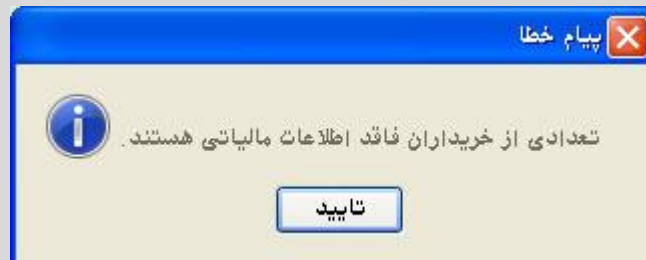 پیام خطا
تعدادی از خریداران فاقد اطلاعات مالیاتی هستند.
تایید